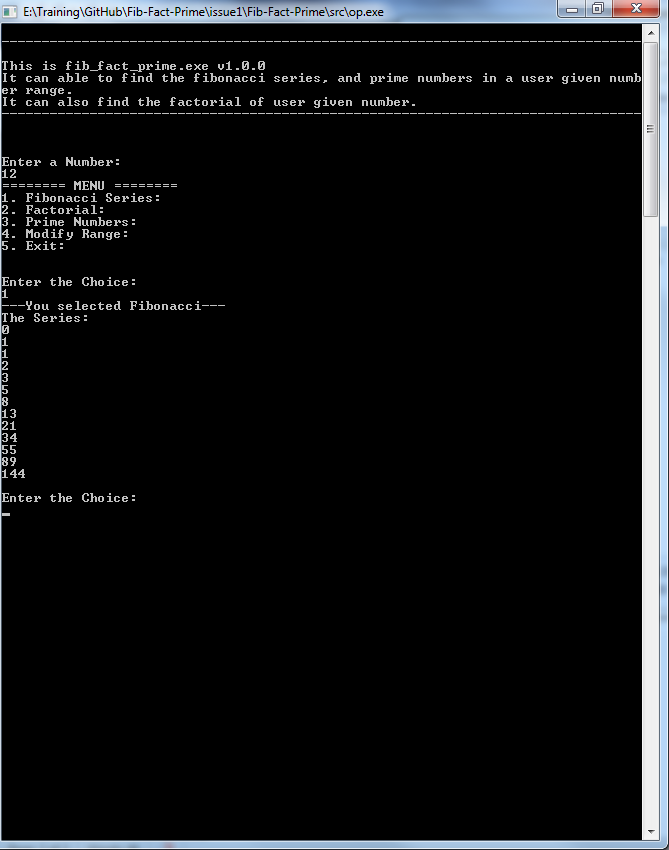 E:\Training\GitHub\Fib-Fact-Prime\issue1\Fib-Fact-Prime\src\op.exe
--------------------------------------------------------------------------------
This is fib_fact_prime.exe v1.0.0
It can able to find the fibonacci series, and prime numbers in a user given numb
er range.
It can also find the factorial of user given number.
--------------------------------------------------------------------------------
Enter a Number:
12
======== MENU ========
1. Fibonacci Series:
2. Factorial:
3. Prime Numbers:
4. Modify Range:
5. Exit:
Enter the Choice:
1
---You selected Fibonacci---
The Series:
0
1
1
2
3
5
8
13
21
34
55
89
144
Enter the Choice:
_